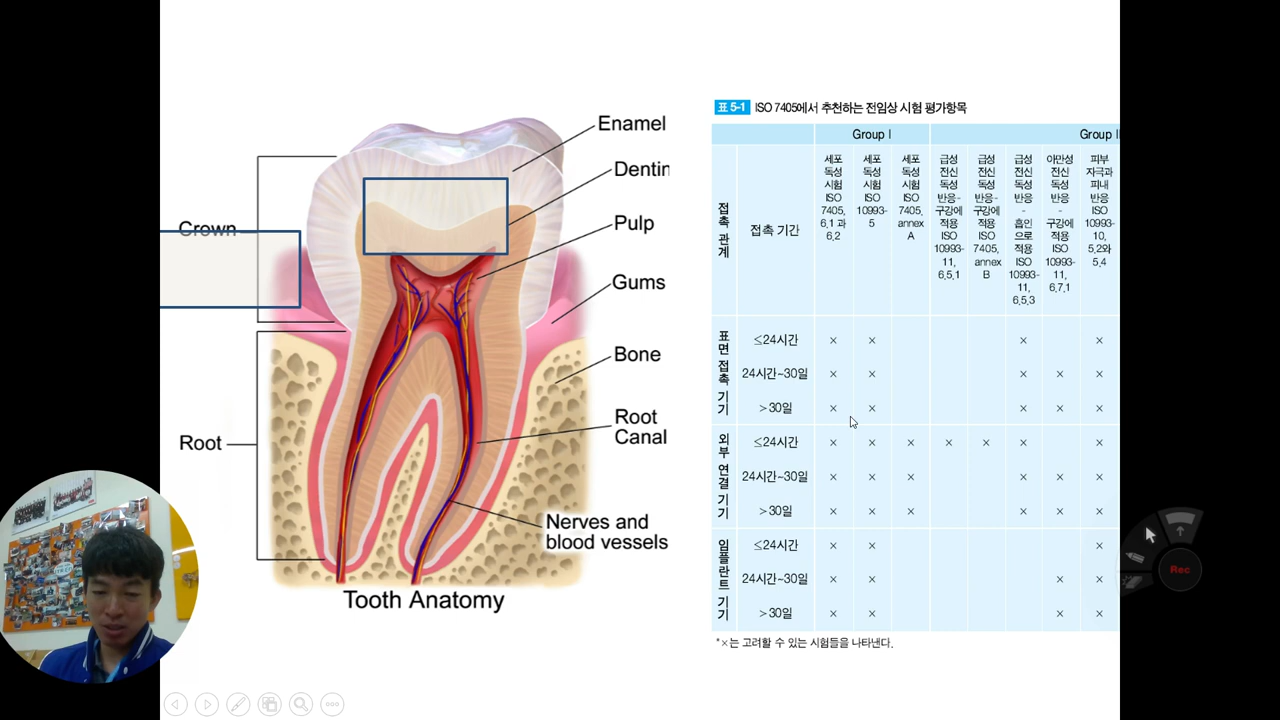 Enamel
Dentin
Pulp
Crown
Gums
Bone
Root
Canal
Root
Nerves and
blood vessels
Tooth Anatomy
표 5-1 ISO 7405에서 추천하는 전임상 시험 평가항목
Group I
Group II
접촉 관계
접촉 기간
세포
독성
시험
ISO
7405,
6.1 과
6.2
세포
독성
시험
ISO
10993-
5
세포
독성
시험
ISO
7405,
annex
A
급성
전신
독성
반응-
구강에
적용
ISO
10993-
11,
6.5.1
급성
전신
독성
반응-
구강에
적용
ISO
7405,
annex
B
급성
전신
독성
반응
-
흡인
으로
적용
ISO
10993-
11,
6.5.3
아만성
전신
독성
반응
-
구강에
적용
ISO
10993-
11,
6.7.1
피부
자극과
피내
반응
ISO
10993-
10,
5.2와
5.4
표면 접촉 기기
≤24시간 × × × ×
24시간~30일 × × × × ×
>30일 × × × × ×
외부 연결 기기
≤24시간 × × × × × × ×
24시간~30일 × × × × × ×
>30일 × × × × × ×
임플란트 기기
≤24시간 × × ×
24시간~30일 × × × ×
>30일 × × × ×
*×는 고려할 수 있는 시험들을 나타낸다.
Rec